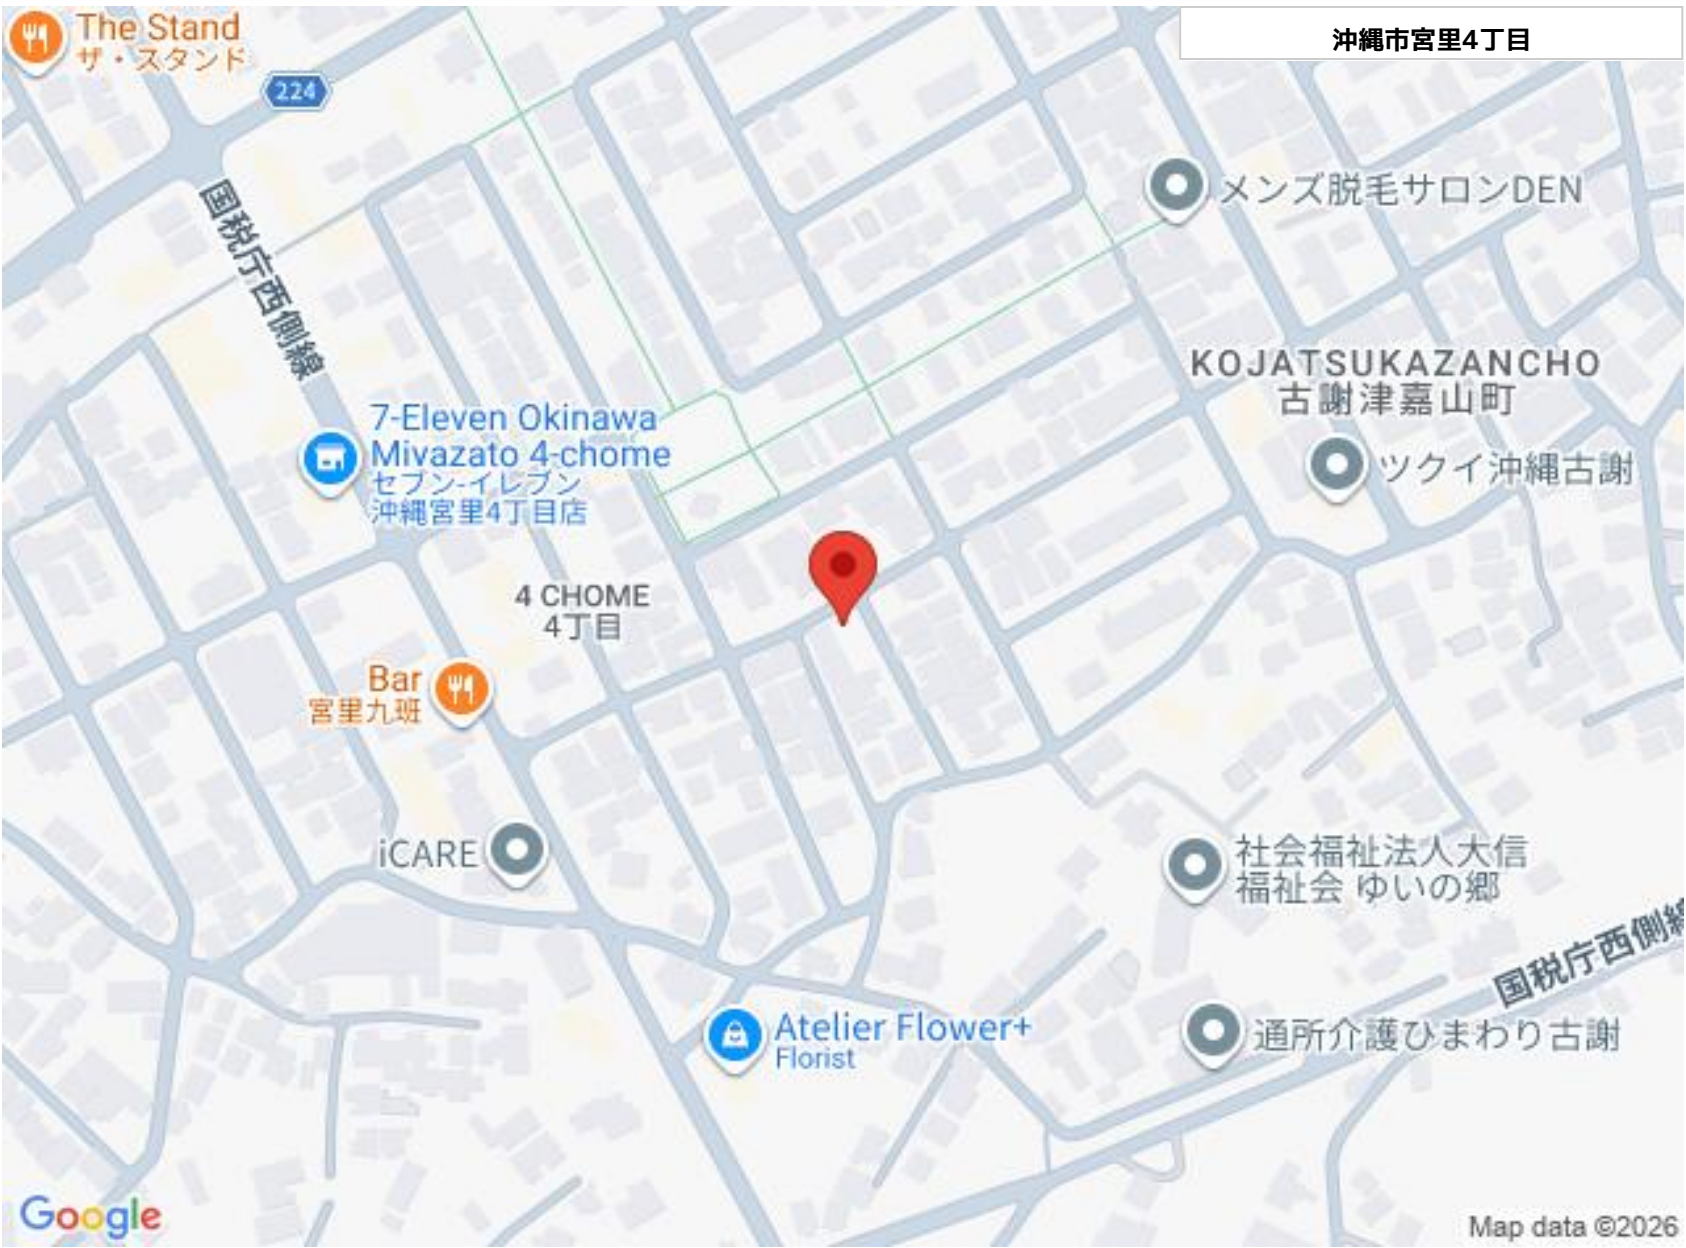 The Stand
ザ・スタンド
224
沖縄市宮里4丁目
国税庁西側線
メンズ脱毛サロンDEN
KOJATSUKAZANCHO
古謝津嘉山町
7-Eleven Okinawa
Miyazato 4-chome
セブン-イレブン
沖縄宮里4丁目店
ツクイ沖縄古謝
4 CHOME
4丁目
Bar
宮里九班
iCARE
社会福祉法人大信
福祉会 ゆいの郷
国税庁西側線
Atelier Flower+
Florist
通所介護ひまわり古謝
Google
Map data ©2026